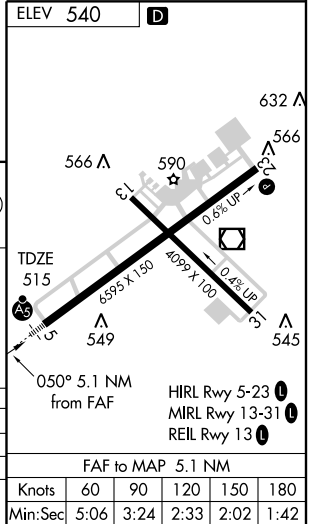 ELEV 540 D
632
566
566
590
23
P
13
0.6% UP
TDZE
515
6595 X 150
4099 X 100
0.4% UP
A5
5
31
549
545
050° 5.1 NM
from FAF
HIRL Rwy 5-23 L
MIRL Rwy 13-31 L
REIL Rwy 13 L
FAF to MAP 5.1 NM
Knots 60 90 120 150 180
Min:Sec 5:06 3:24 2:33 2:02 1:42